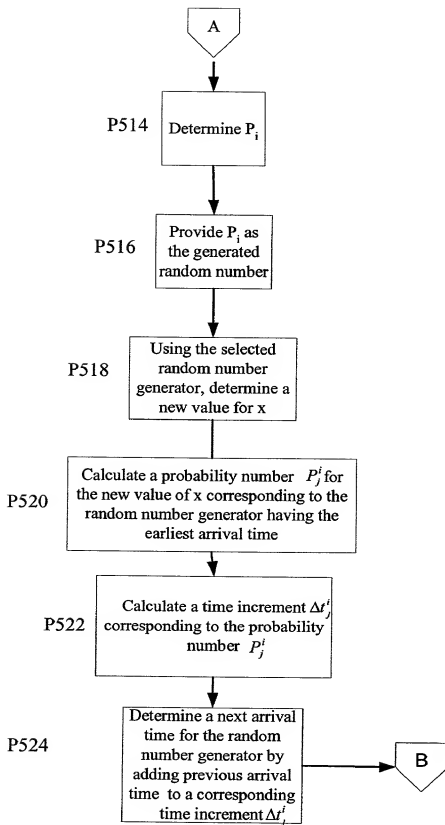 A
P514
Determine P_i
P516
Provide P_i as
the generated
random number
P518
Using the selected
random number
generator, determine a
new value for x
P520
Calculate a probability number P_j^i for
the new value of x corresponding to the
random number generator having the
earliest arrival time
P522
Calculate a time increment Δt_j^i
corresponding to the probability
number P_j^i
P524
Determine a next arrival
time for the random
number generator by
adding previous arrival
time to a corresponding
time increment Δt_j^i
B